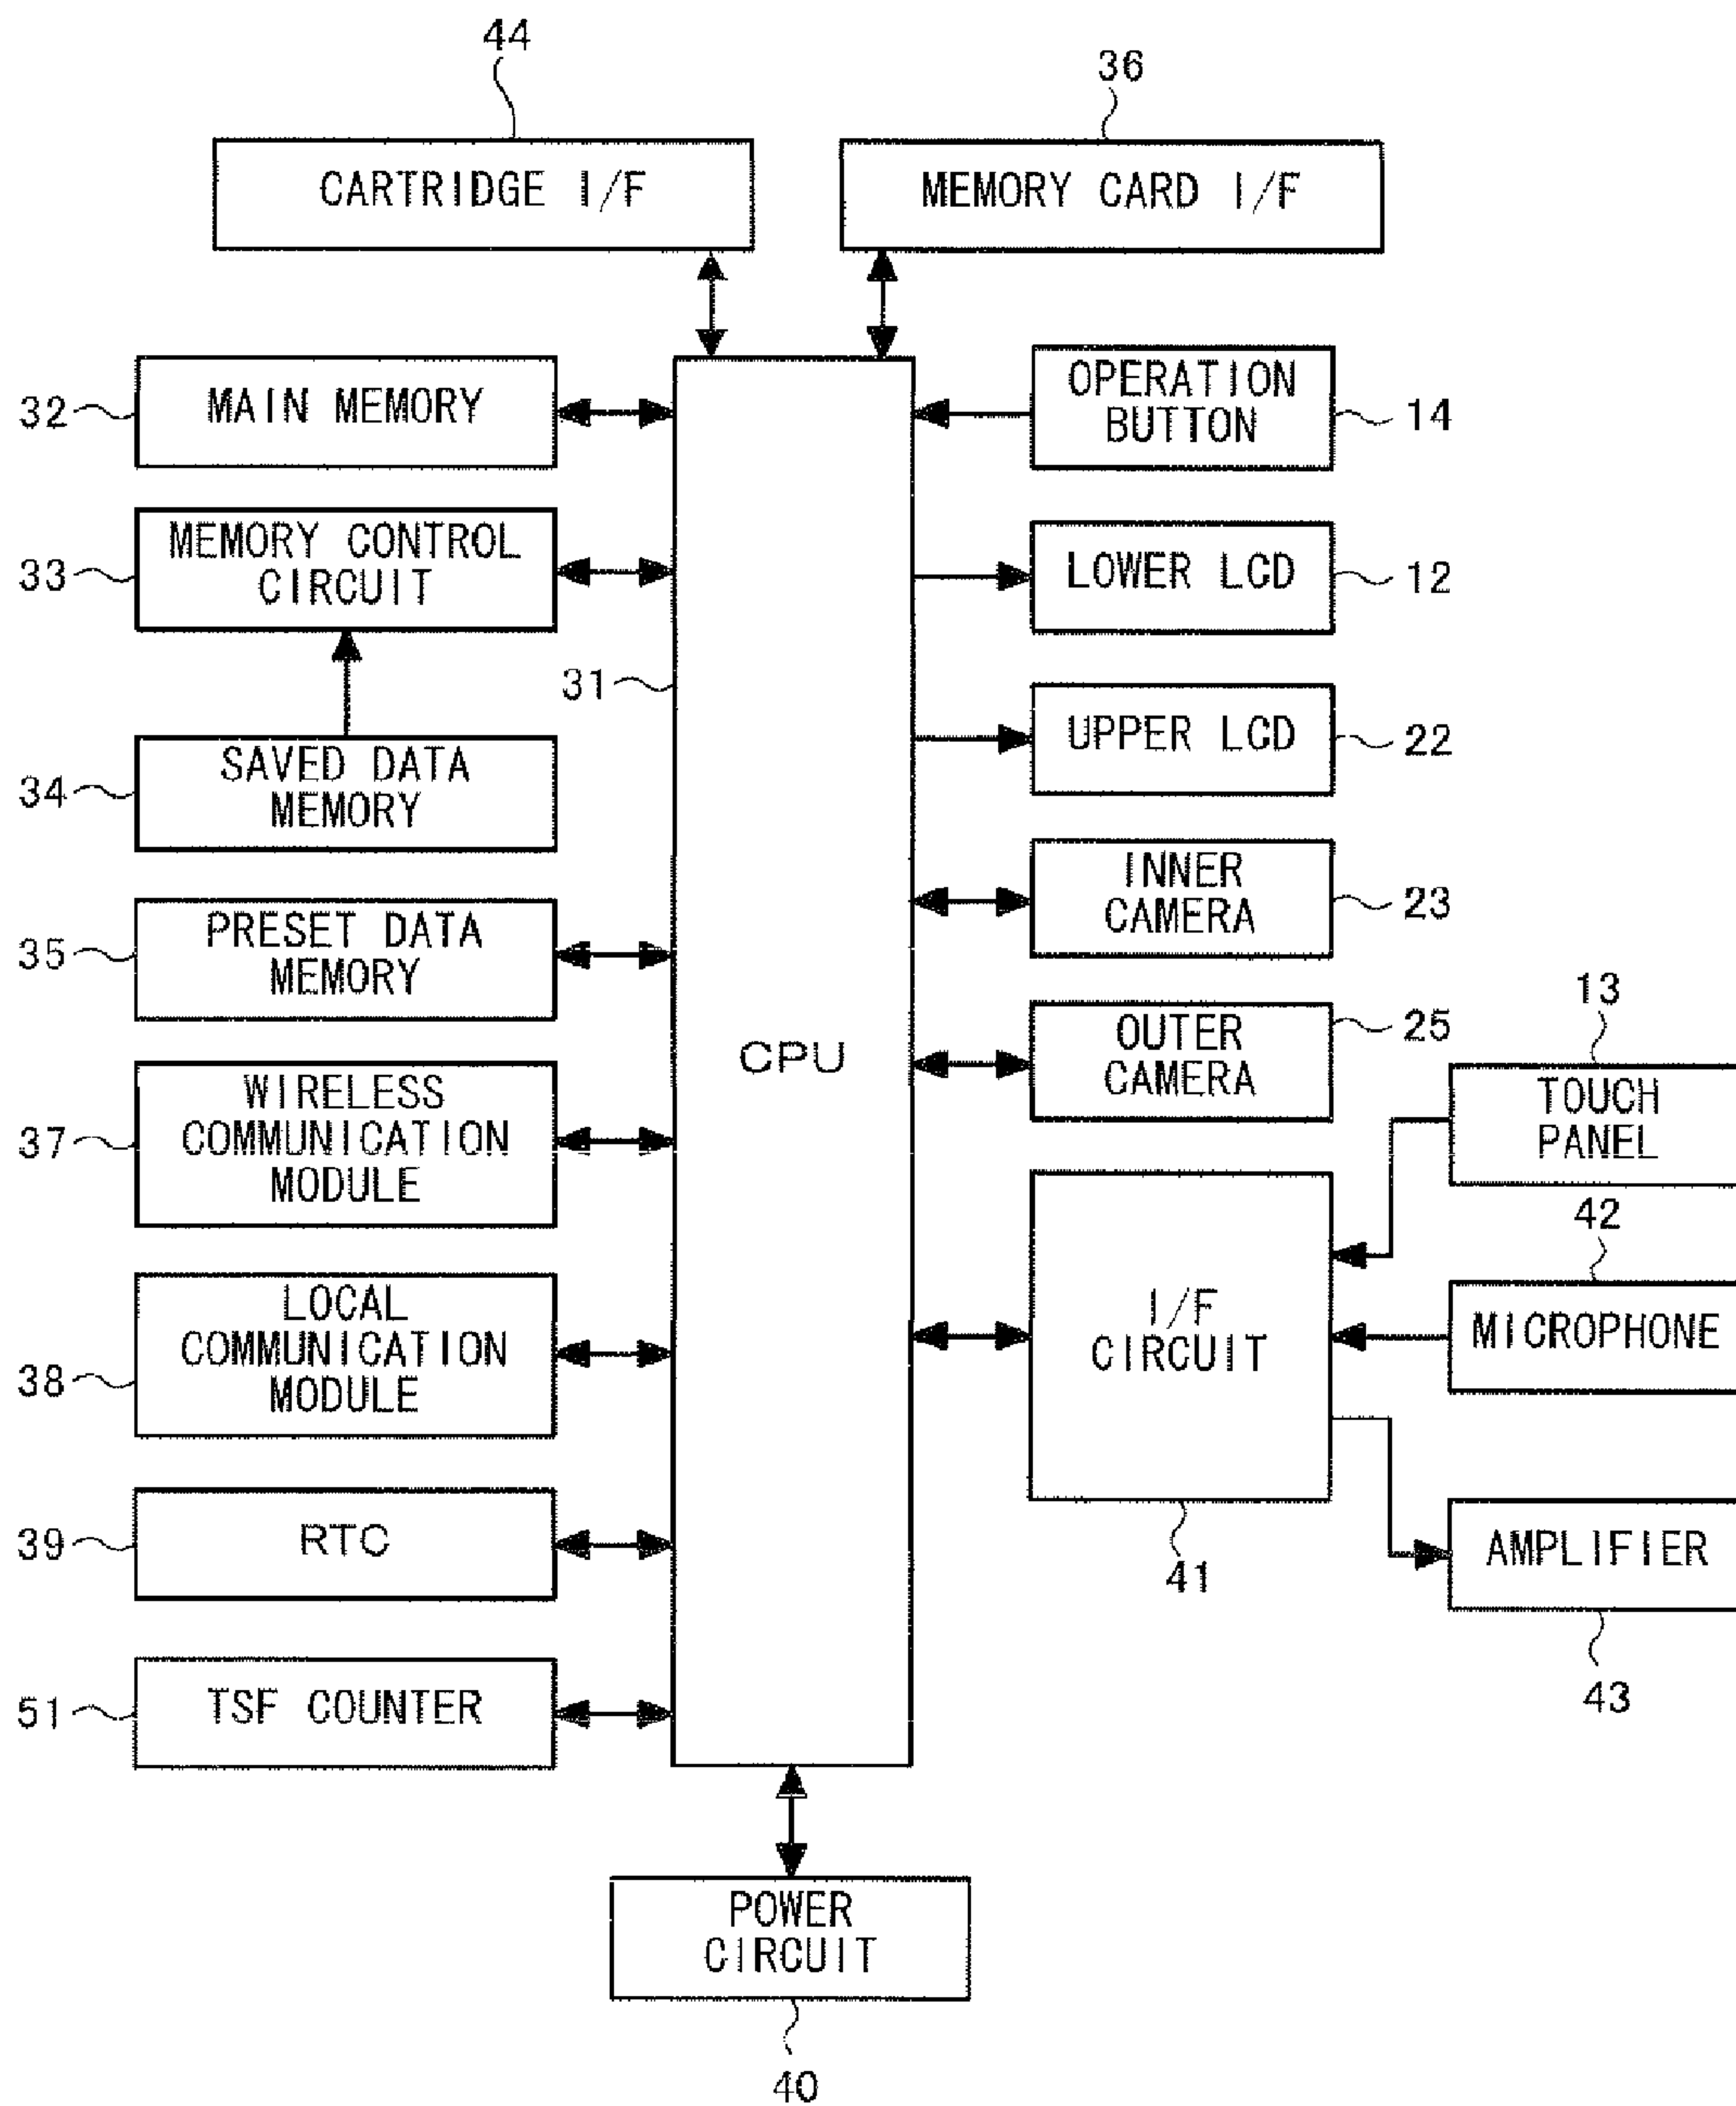 44
36
CARTRIDGE I/F
MEMORY CARD I/F
32
MAIN MEMORY
OPERATION
BUTTON
14
33
MEMORY CONTROL
CIRCUIT
LOWER LCD
12
31
34
SAVED DATA
MEMORY
UPPER LCD
22
35
PRESET DATA
MEMORY
INNER
CAMERA
23
CPU
OUTER
CAMERA
25
13
TOUCH
PANEL
37
WIRELESS
COMMUNICATION
MODULE
42
MICROPHONE
38
LOCAL
COMMUNICATION
MODULE
I/F
CIRCUIT
41
39
RTC
AMPLIFIER
43
51
TSF COUNTER
POWER
CIRCUIT
40